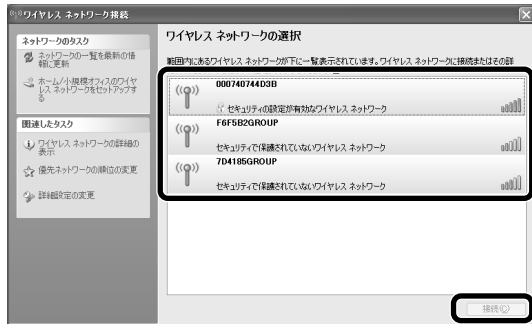 ワイヤレス ネットワーク接続
ネットワークのタスク
ネットワークの一覧を最新の情
報に更新
ホーム/小規模オフィスのワイヤ
レス ネットワークをセットアップす
る
関連したタスク
ワイヤレス ネットワークの詳細の
表示
優先ネットワークの順位の変更
詳細設定の変更
ワイヤレス ネットワークの選択
範囲内にあるワイヤレス ネットワークが下に一覧表示されています。ワイヤレス ネットワークに接続またはその詳
000740744D3B
セキュリティの設定が有効なワイヤレス ネットワーク
F6F5B2GROUP
セキュリティで保護されていないワイヤレス ネットワーク
7D4185GROUP
セキュリティで保護されていないワイヤレス ネットワーク
接続(C)